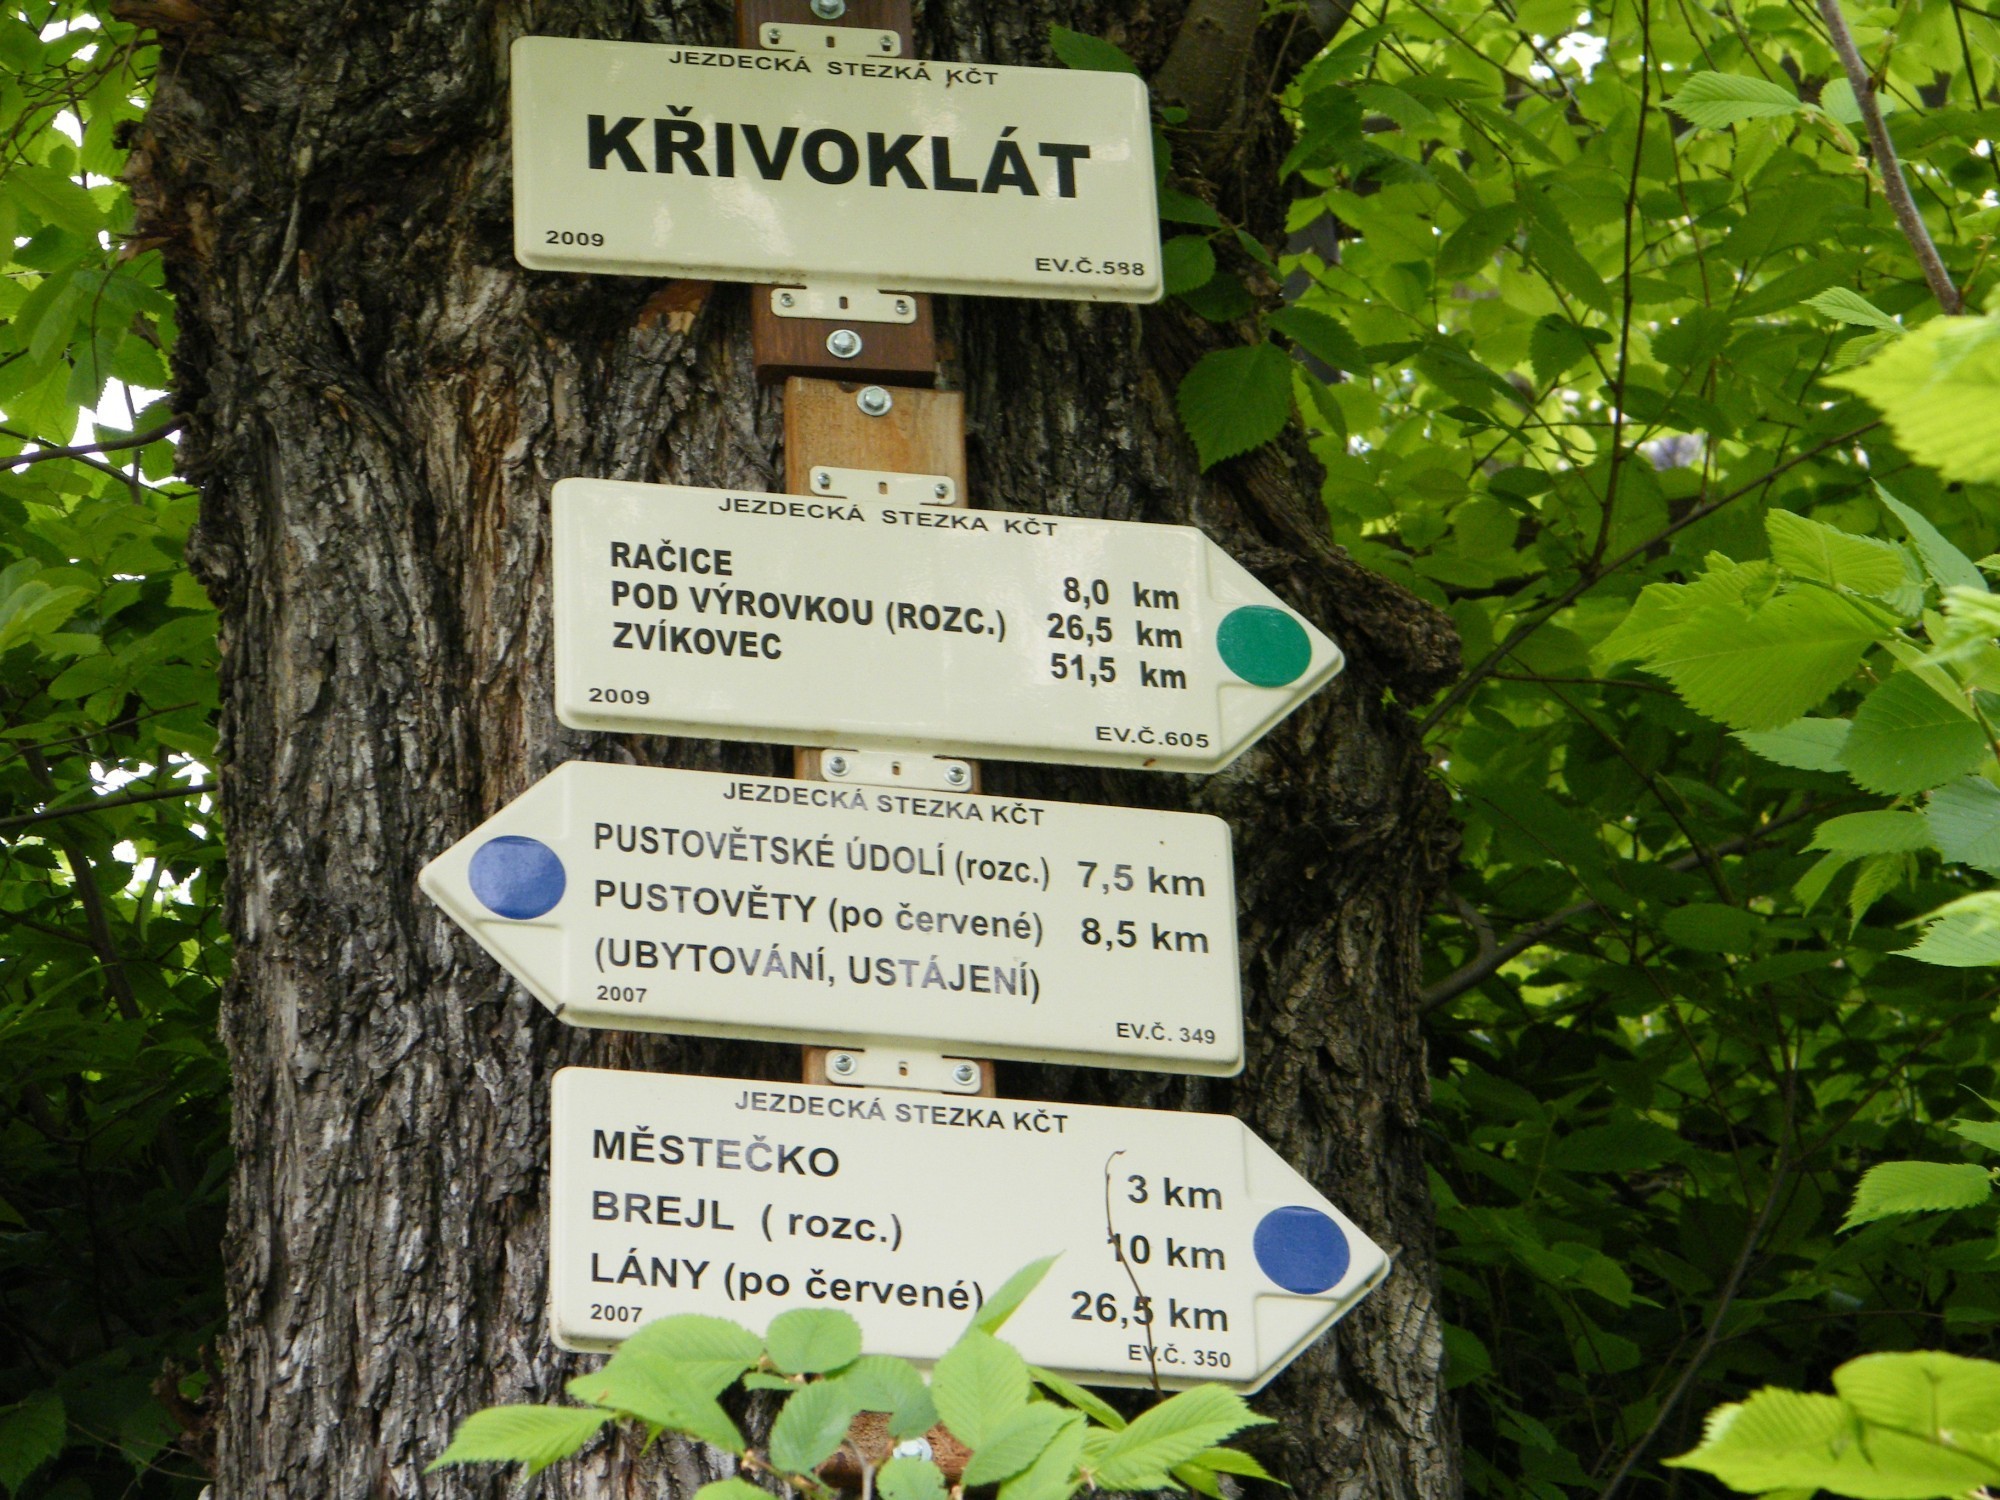 JEZDECKÁ STEZKA KČT
KŘIVOKLÁT
2009
EV.Č.588
JEZDECKÁ STEZKA KČT
RAČICE 8,0 km
POD VÝROVKOU (ROZC.) 26,5 km
ZVÍKOVEC 51,5 km
2009
EV.Č.605
JEZDECKÁ STEZKA KČT
PUSTOVĚTSKÉ ÚDOLÍ (rozc.) 7,5 km
PUSTOVĚTY (po červené) 8,5 km
(UBYTOVÁNÍ, USTÁJENÍ)
2007
EV.Č. 349
JEZDECKÁ STEZKA KČT
MĚSTEČKO 3 km
BREJL ( rozc.) 10 km
LÁNY (po červené) 26,5 km
2007
EV.Č. 350